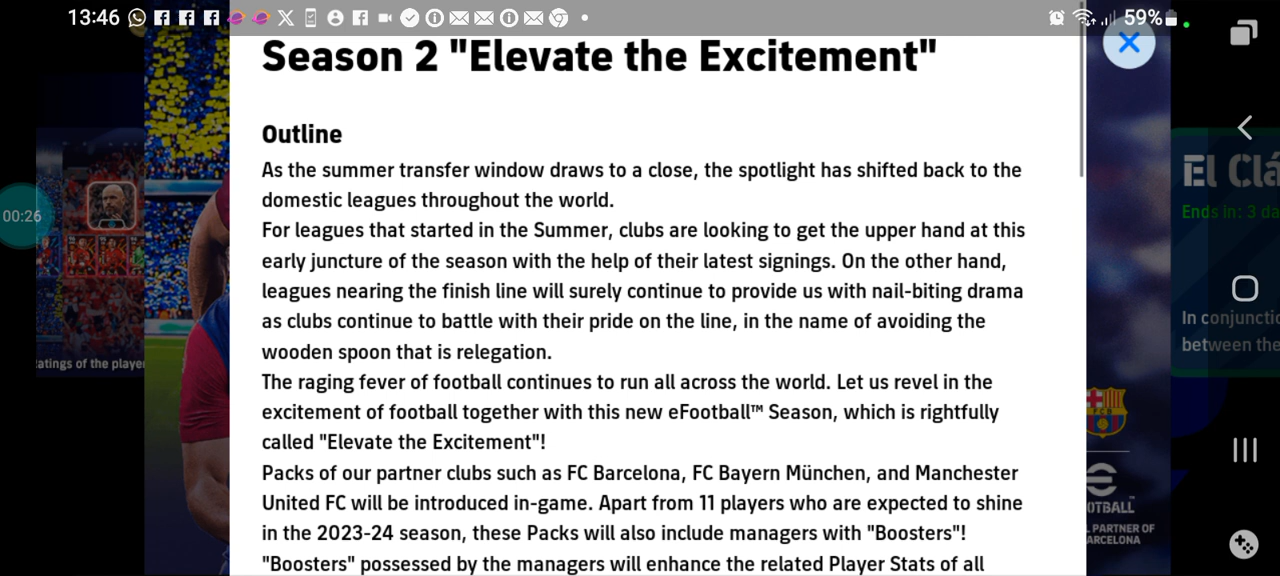 13:46
59%
Season 2 "Elevate the Excitement"
Outline
As the summer transfer window draws to a close, the spotlight has shifted back to the
domestic leagues throughout the world.
For leagues that started in the Summer, clubs are looking to get the upper hand at this
early juncture of the season with the help of their latest signings. On the other hand,
leagues nearing the finish line will surely continue to provide us with nail-biting drama
as clubs continue to battle with their pride on the line, in the name of avoiding the
wooden spoon that is relegation.
The raging fever of football continues to run all across the world. Let us revel in the
excitement of football together with this new eFootball™ Season, which is rightfully
called "Elevate the Excitement"!
Packs of our partner clubs such as FC Barcelona, FC Bayern München, and Manchester
United FC will be introduced in-game. Apart from 11 players who are expected to shine
in the 2023-24 season, these Packs will also include managers with "Boosters"!
"Boosters" possessed by the managers will enhance the related Player Stats of all
00:26
atings of the playe
El Clá
Ends in: 3 da
In conjuncti
between the
FCB
OTBALL™
L PARTNER OF
ARCELONA